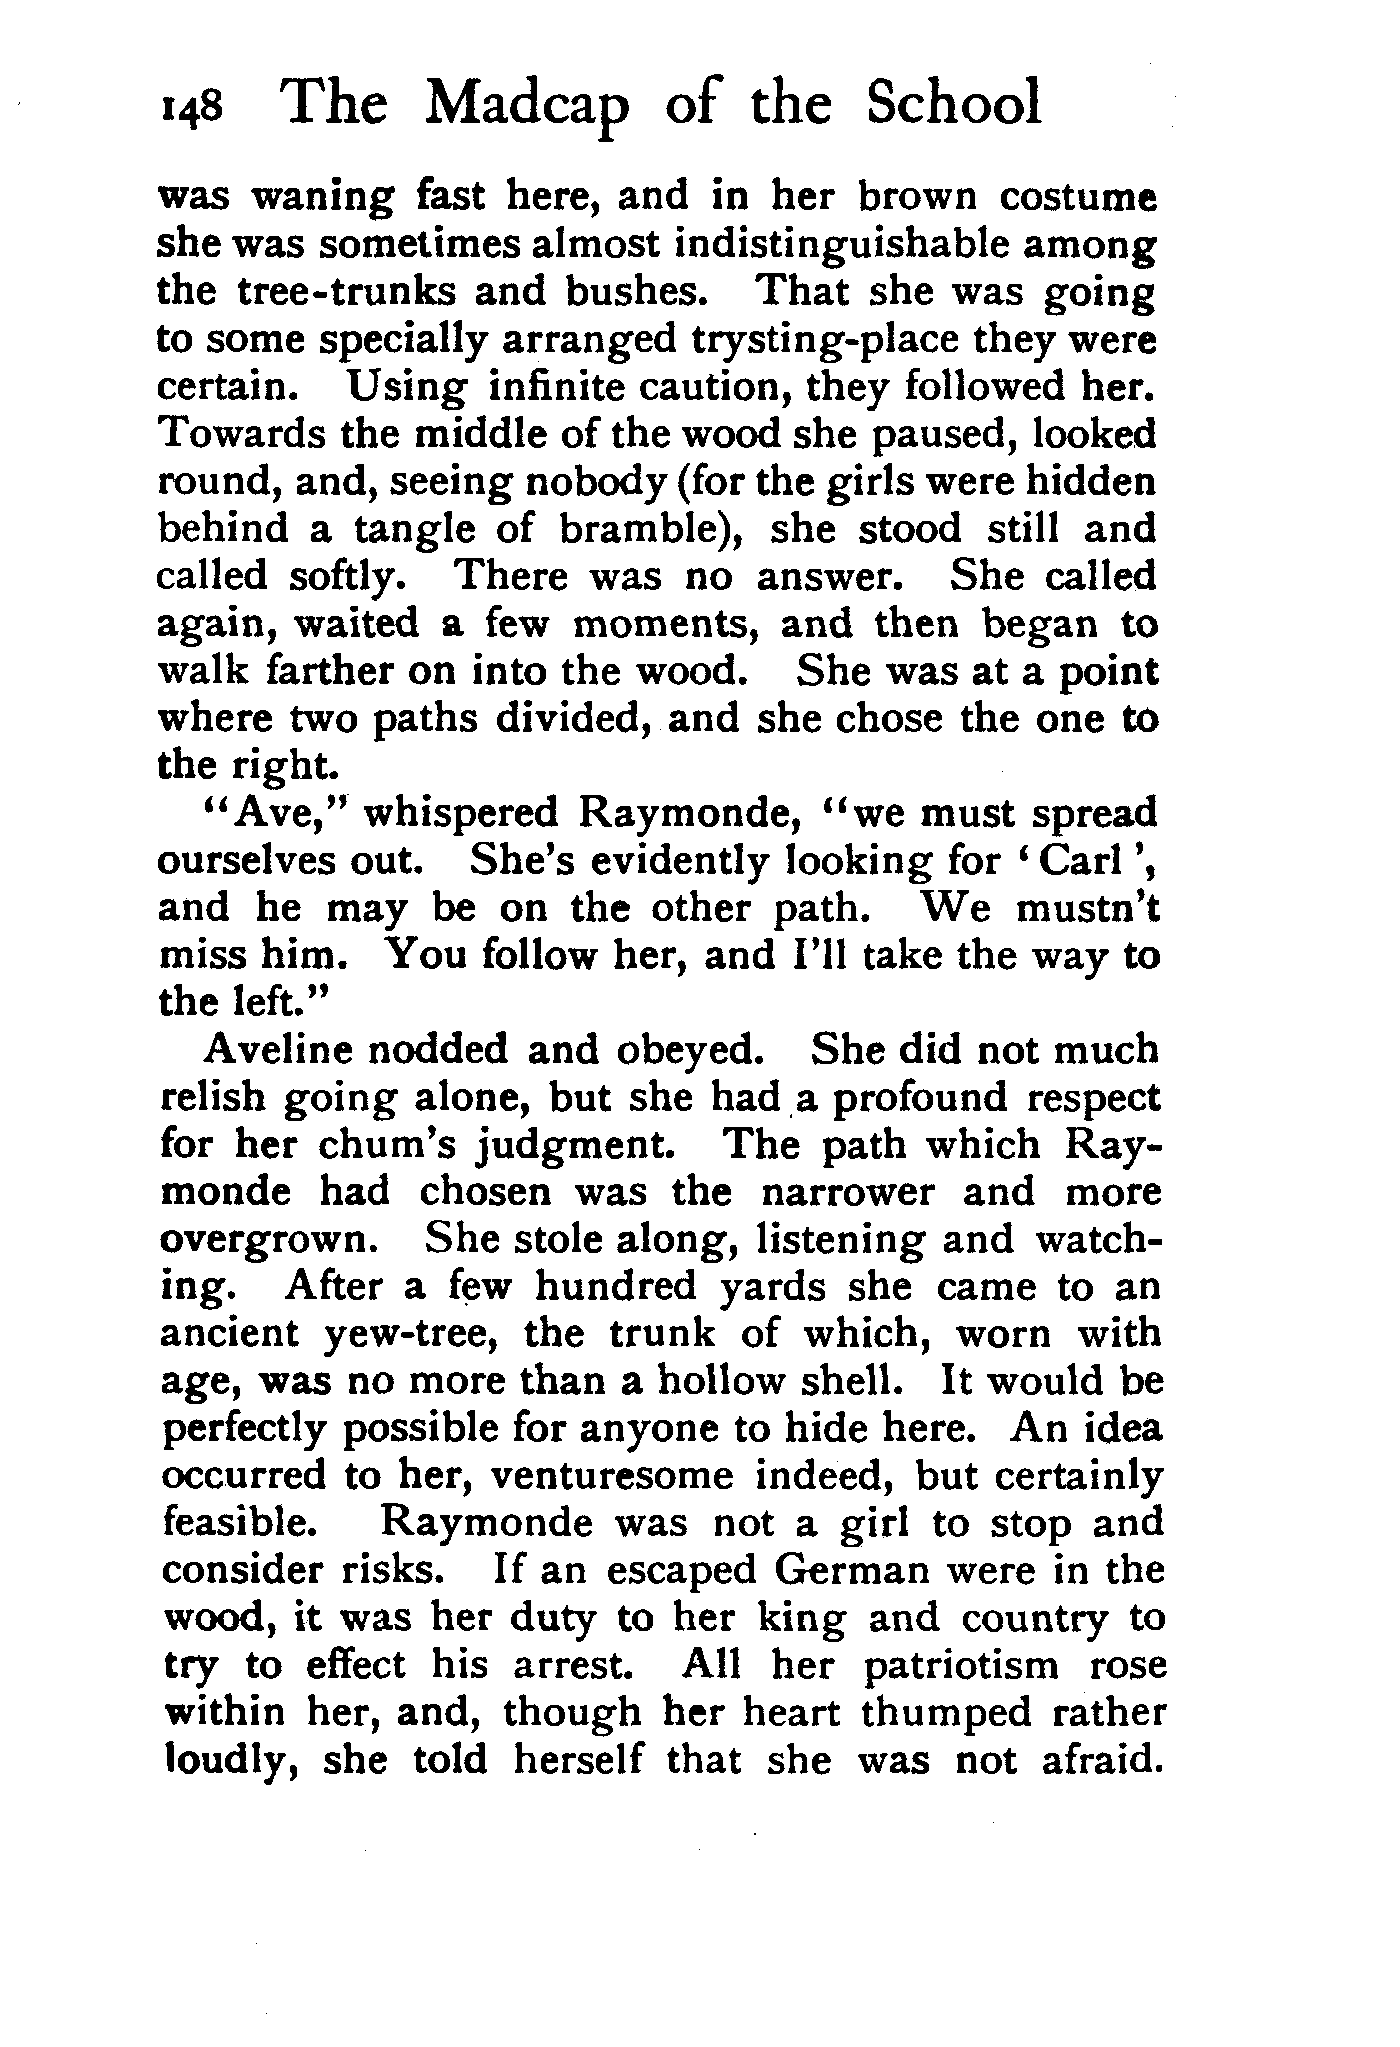 148 The Madcap of the School
was waning fast here, and in her brown costume
she was sometimes almost indistinguishable among
the tree-trunks and bushes. That she was going
to some specially arranged trysting-place they were
certain. Using infinite caution, they followed her.
Towards the middle of the wood she paused, looked
round, and, seeing nobody (for the girls were hidden
behind a tangle of bramble), she stood still and
called softly. There was no answer. She called
again, waited a few moments, and then began to
walk farther on into the wood. She was at a point
where two paths divided, and she chose the one to
the right.
"Ave," whispered Raymonde, "we must spread
ourselves out. She's evidently looking for ‘Carl’,
and he may be on the other path. We mustn't
miss him. You follow her, and I'll take the way to
the left."
Aveline nodded and obeyed. She did not much
relish going alone, but she had a profound respect
for her chum's judgment. The path which Ray-
monde had chosen was the narrower and more
overgrown. She stole along, listening and watch-
ing. After a few hundred yards she came to an
ancient yew-tree, the trunk of which, worn with
age, was no more than a hollow shell. It would be
perfectly possible for anyone to hide here. An idea
occurred to her, venturesome indeed, but certainly
feasible. Raymonde was not a girl to stop and
consider risks. If an escaped German were in the
wood, it was her duty to her king and country to
try to effect his arrest. All her patriotism rose
within her, and, though her heart thumped rather
loudly, she told herself that she was not afraid.